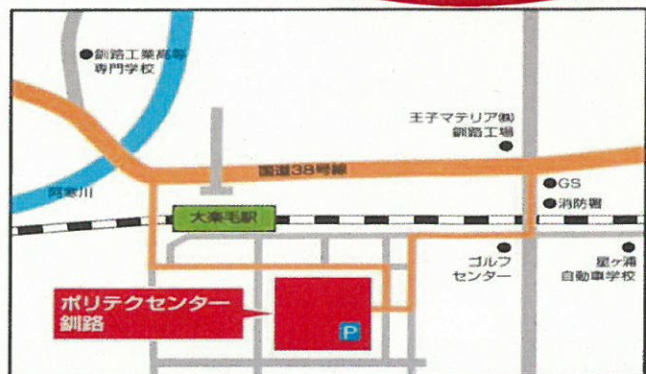 釧路工業高等
専門学校
王子マテリア㈱
釧路工場
国道38号線
阿寒川
GS
消防署
大楽毛駅
ゴルフ
センター
星ヶ浦
自動車学校
ポリテクセンター
釧路
P